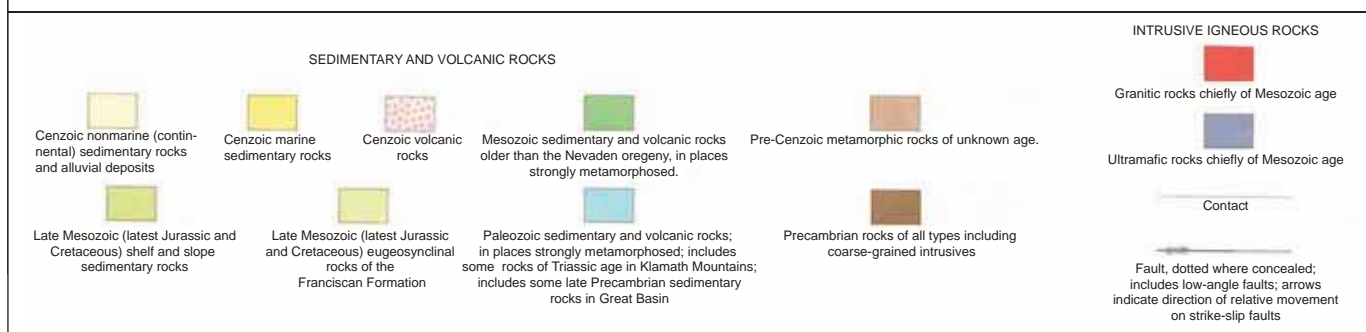 SEDIMENTARY AND VOLCANIC ROCKS
Cenzoic nonmarine (contin-
nental) sedimentary rocks
and alluvial deposits
Cenzoic marine
sedimentary rocks
Cenzoic volcanic
rocks
Mesozoic sedimentary and volcanic rocks
older than the Nevaden oregeny, in places
strongly metamorphosed.
Pre-Cenzoic metamorphic rocks of unknown age.
Late Mesozoic (latest Jurassic and
Cretaceous) shelf and slope
sedimentary rocks
Late Mesozoic (latest Jurassic
and Cretaceous) eugeosynclinal
rocks of the
Franciscan Formation
Paleozoic sedimentary and volcanic rocks;
in places strongly metamorphosed; includes
some rocks of Triassic age in Klamath Mountains;
includes some late Precambrian sedimentary
rocks in Great Basin
Precambrian rocks of all types including
coarse-grained intrusives
INTRUSIVE IGNEOUS ROCKS
Granitic rocks chiefly of Mesozoic age
Ultramafic rocks chiefly of Mesozoic age
Contact
Fault, dotted where concealed;
includes low-angle faults; arrows
indicate direction of relative movement
on strike-slip faults